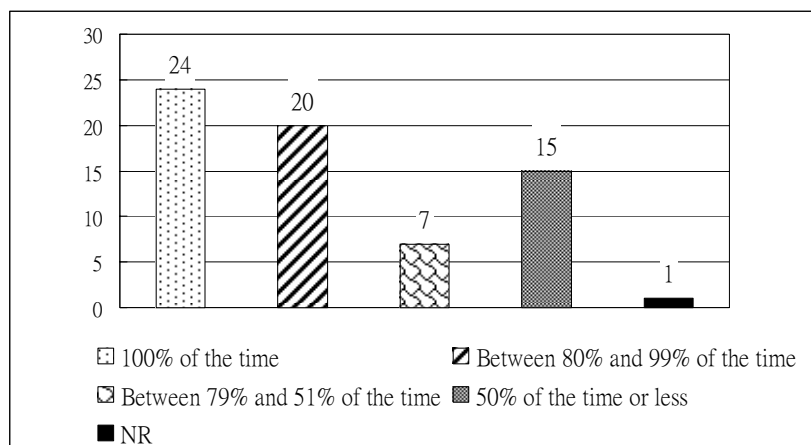 30
25
20
15
10
5
0
24
20
7
15
1
100% of the time
Between 80% and 99% of the time
Between 79% and 51% of the time
50% of the time or less
NR